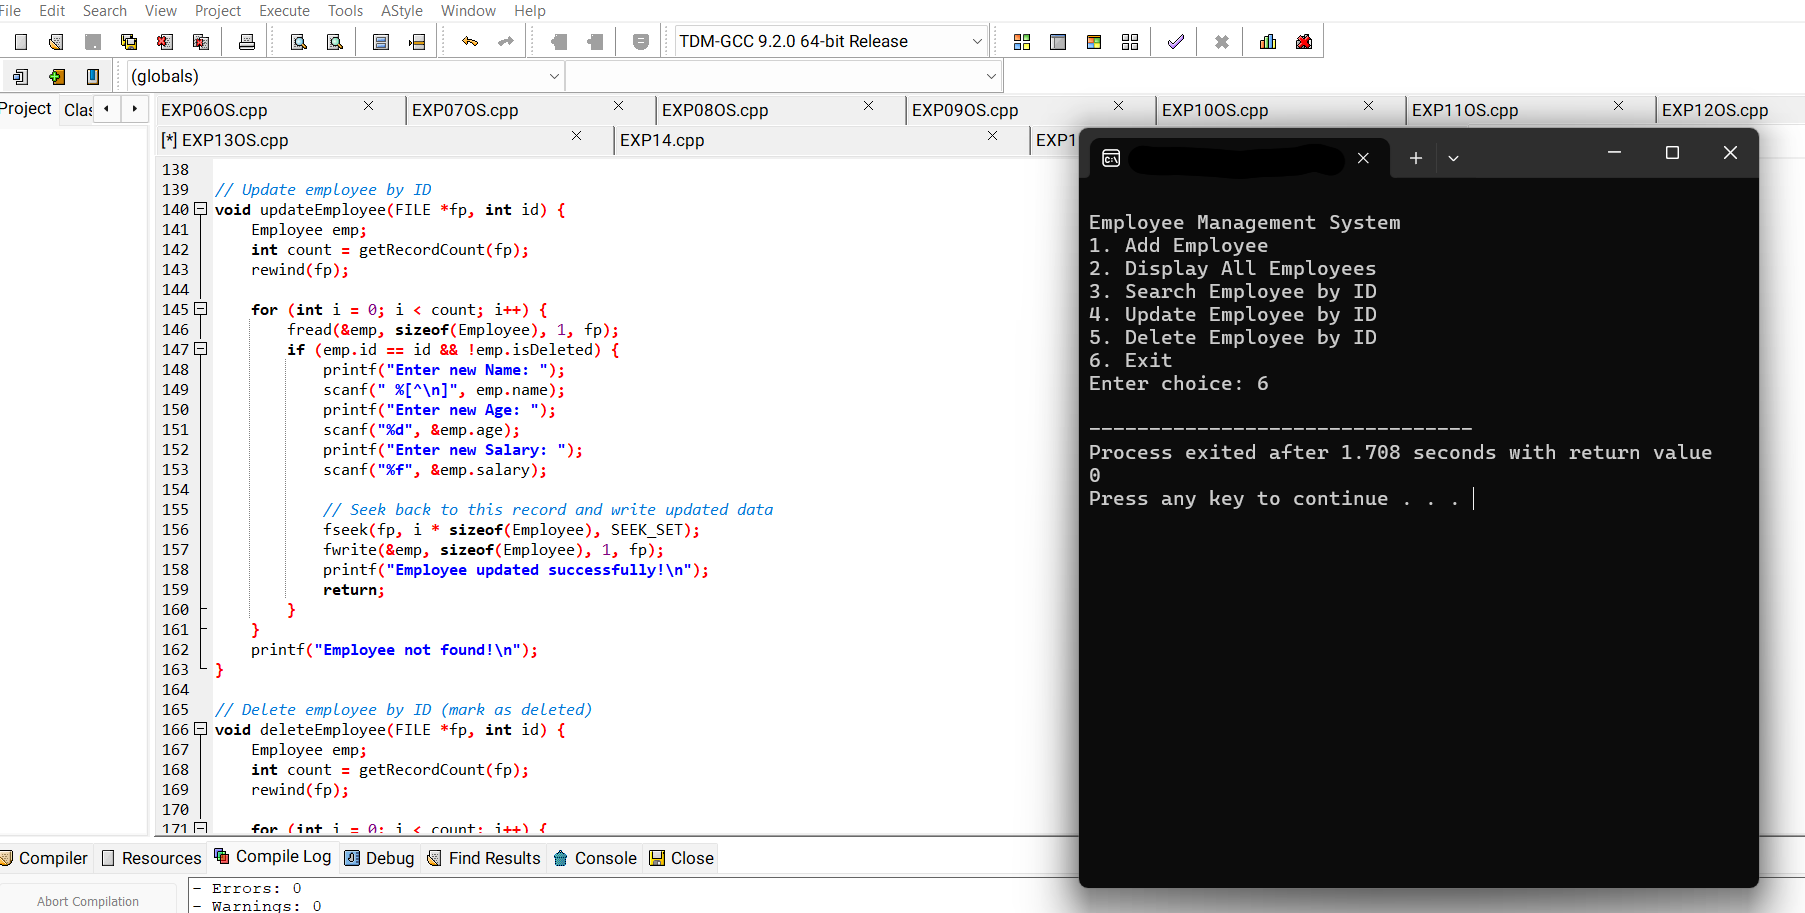 File Edit Search View Project Execute Tools AStyle Window Help
TDM-GCC 9.2.0 64-bit Release
(globals)
Project Clas EXP06OS.cpp EXP07OS.cpp EXP08OS.cpp EXP09OS.cpp EXP10OS.cpp EXP11OS.cpp EXP12OS.cpp
[*] EXP13OS.cpp EXP14.cpp EXP1
138
139 // Update employee by ID
140 void updateEmployee(FILE *fp, int id) {
141 Employee emp;
142 int count = getRecordCount(fp);
143 rewind(fp);
144
145 for (int i = 0; i < count; i++) {
146 fread(&emp, sizeof(Employee), 1, fp);
147 if (emp.id == id && !emp.isDeleted) {
148 printf("Enter new Name: ");
149 scanf(" %[^\n]", emp.name);
150 printf("Enter new Age: ");
151 scanf("%d", &emp.age);
152 printf("Enter new Salary: ");
153 scanf("%f", &emp.salary);
154
155 // Seek back to this record and write updated data
156 fseek(fp, i * sizeof(Employee), SEEK_SET);
157 fwrite(&emp, sizeof(Employee), 1, fp);
158 printf("Employee updated successfully!\n");
159 return;
160 }
161 }
162 printf("Employee not found!\n");
163 }
164
165 // Delete employee by ID (mark as deleted)
166 void deleteEmployee(FILE *fp, int id) {
167 Employee emp;
168 int count = getRecordCount(fp);
169 rewind(fp);
170
171 for (int i = 0; i < count; i++) {
Compiler Resources Compile Log Debug Find Results Console Close
Abort Compilation
- Errors: 0
- Warnings: 0
C:\
Employee Management System
1. Add Employee
2. Display All Employees
3. Search Employee by ID
4. Update Employee by ID
5. Delete Employee by ID
6. Exit
Enter choice: 6
--------------------------------
Process exited after 1.708 seconds with return value
0
Press any key to continue . . .